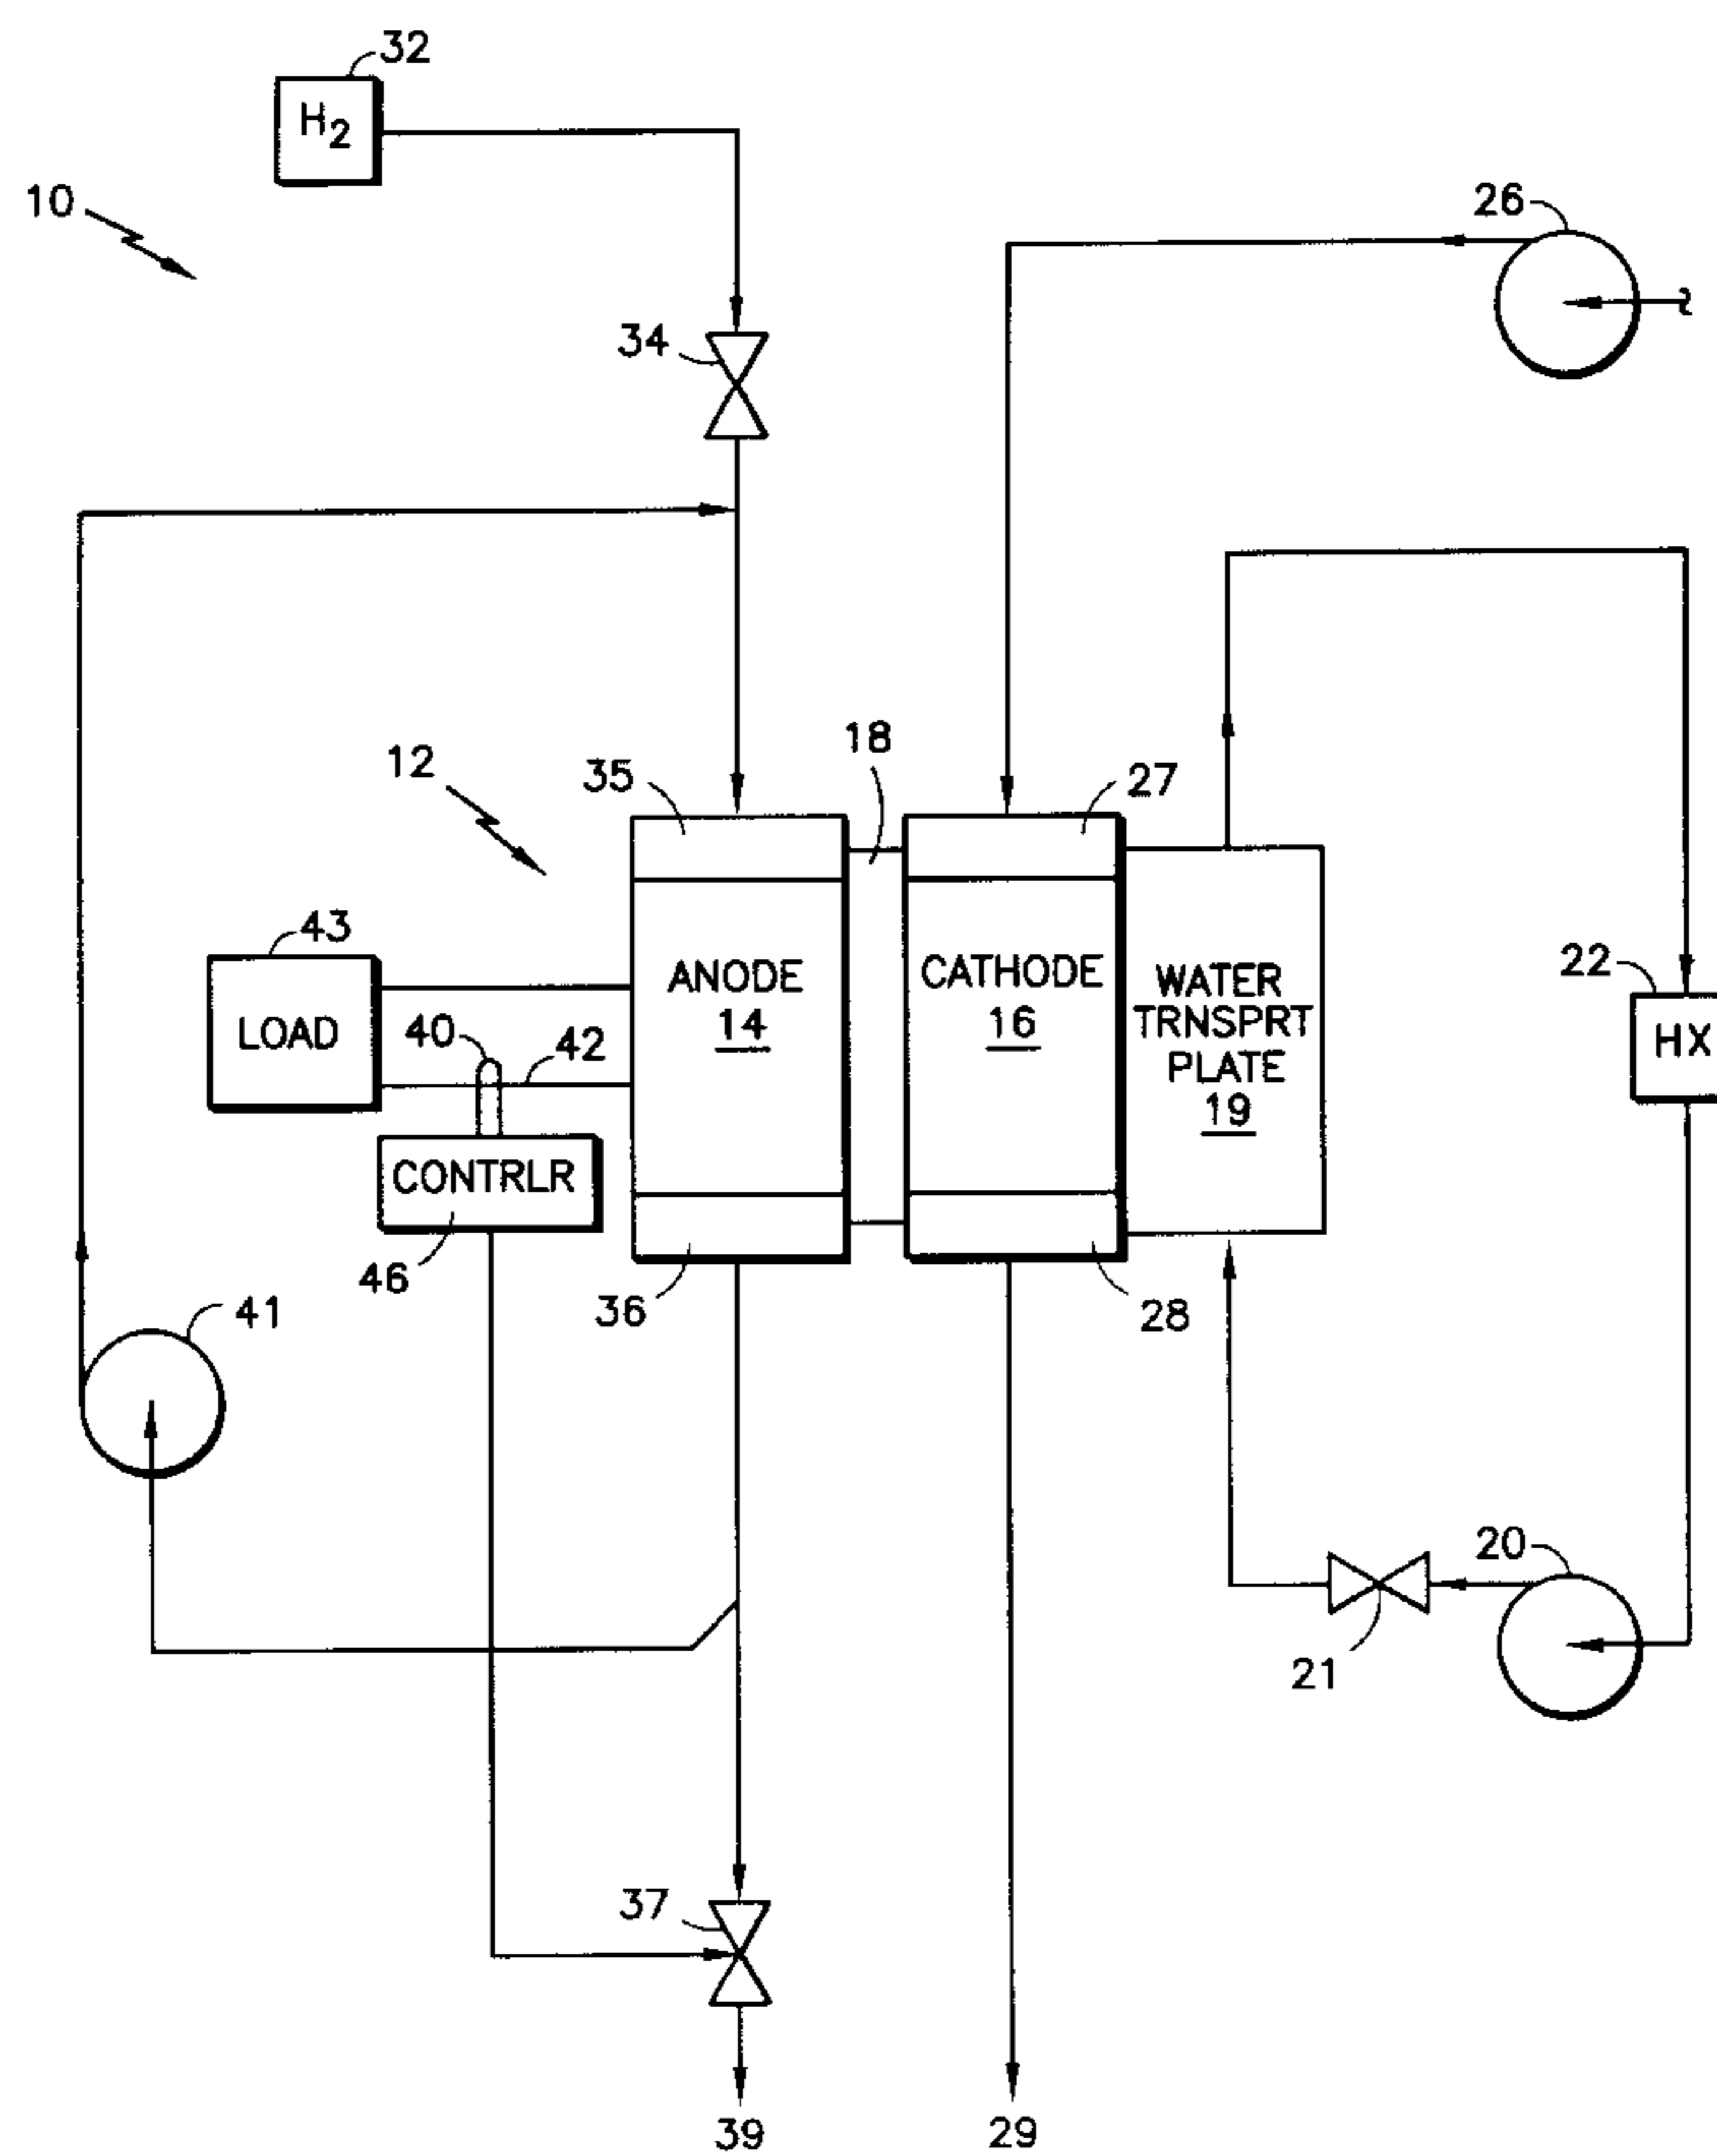 32
H2
10
26
34
18
12
35
27
43
ANODE
14
CATHODE
16
WATER
TRNSPRT
PLATE
19
22
HX
LOAD
40
42
CONTRLR
46
36
28
41
20
21
37
39
29